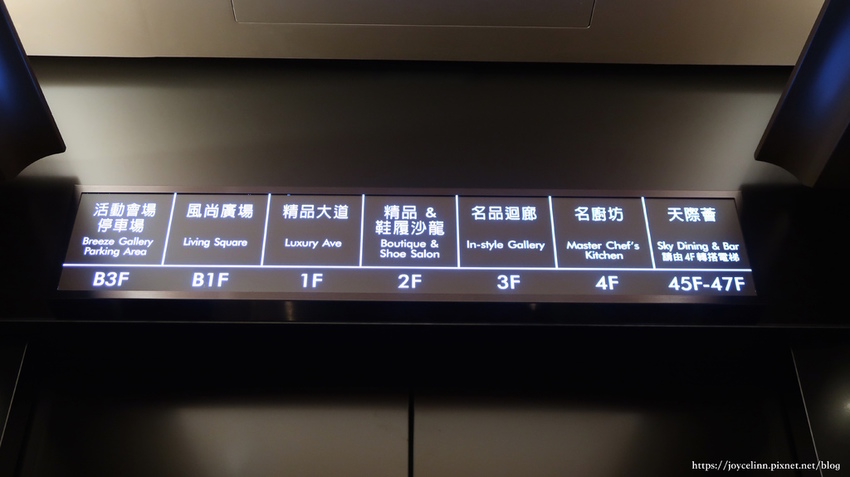 活動會場
停車場
Breeze Gallery
Parking Area
B3F
風尚廣場
Living Square
B1F
精品大道
Luxury Ave
1F
精品 &
鞋履沙龍
Boutique &
Shoe Salon
2F
名品迴廊
In-style Gallery
3F
名廚坊
Master Chef's
Kitchen
4F
天際薈
Sky Dining & Bar
請由4F轉搭電梯
45F-47F
https://joycelinn.pixnet.net/blog